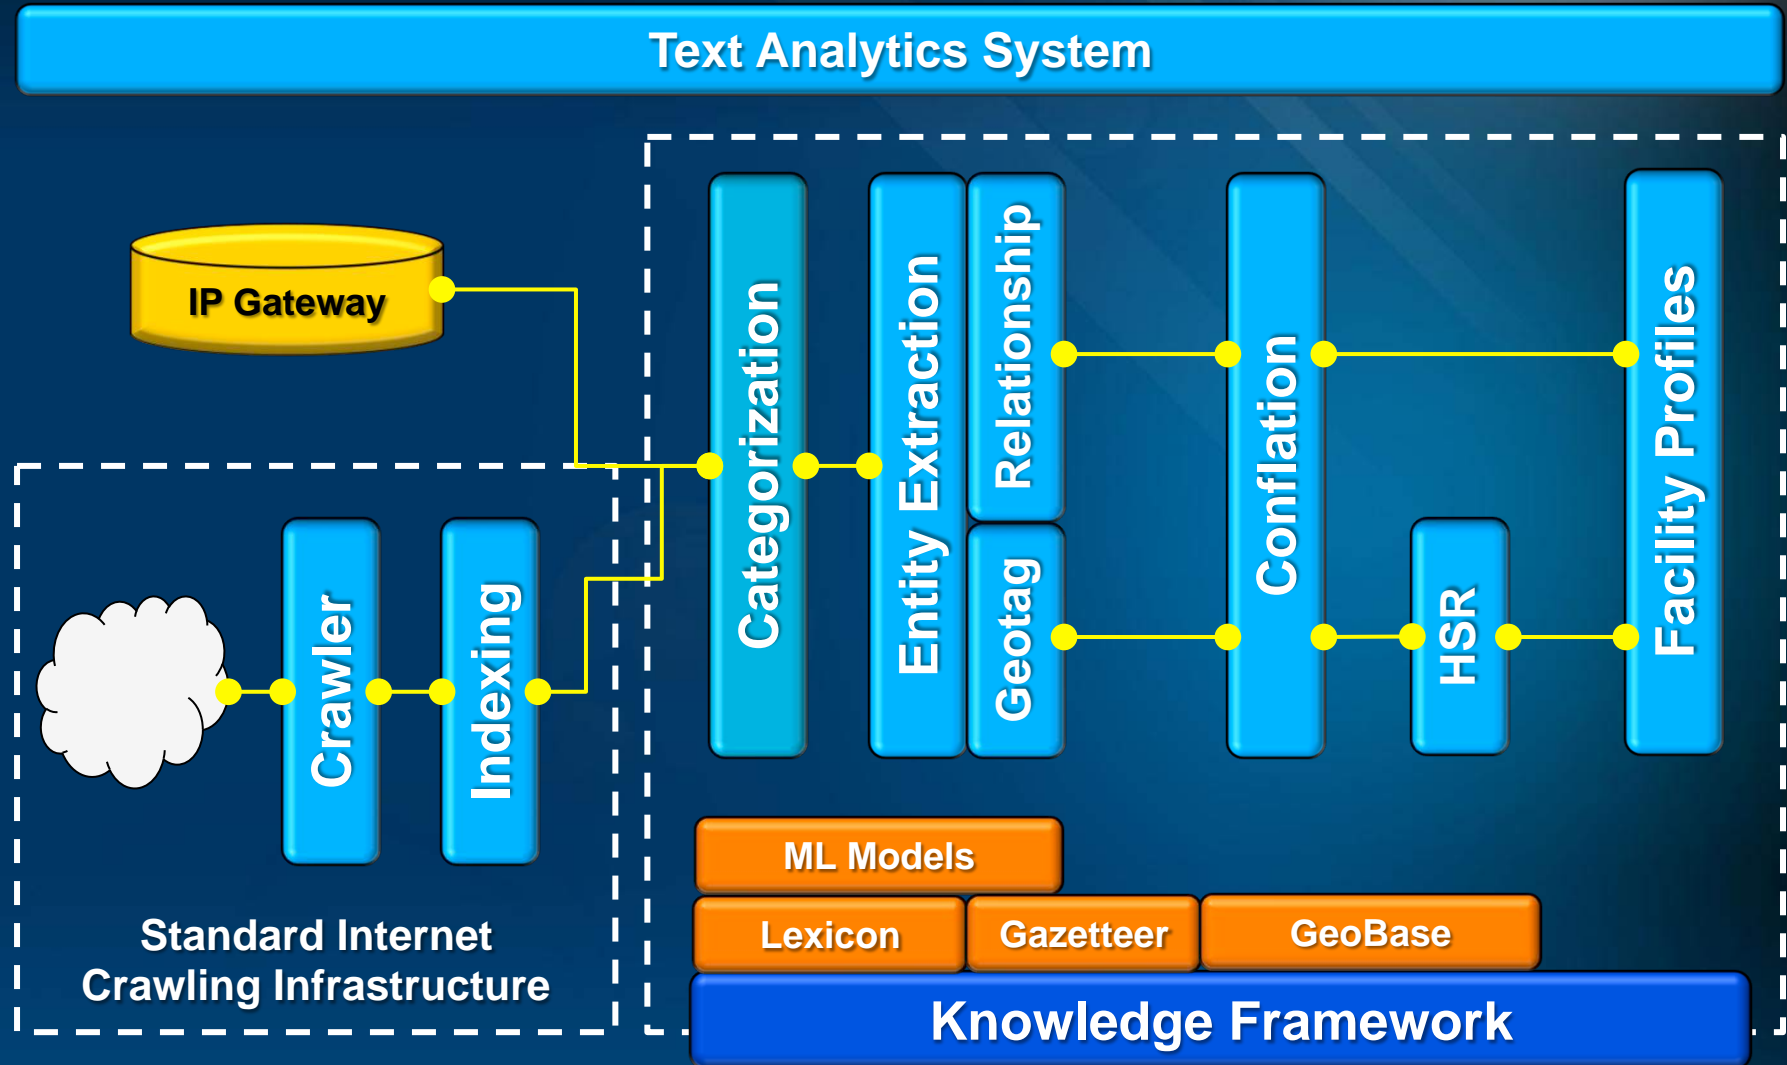 Text Analytics System
IP Gateway
Crawler
Indexing
Standard Internet
Crawling Infrastructure
Categorization
Entity Extraction
Relationship
Geotag
Conflation
HSR
Facility Profiles
ML Models
Lexicon
Gazetteer
GeoBase
Knowledge Framework